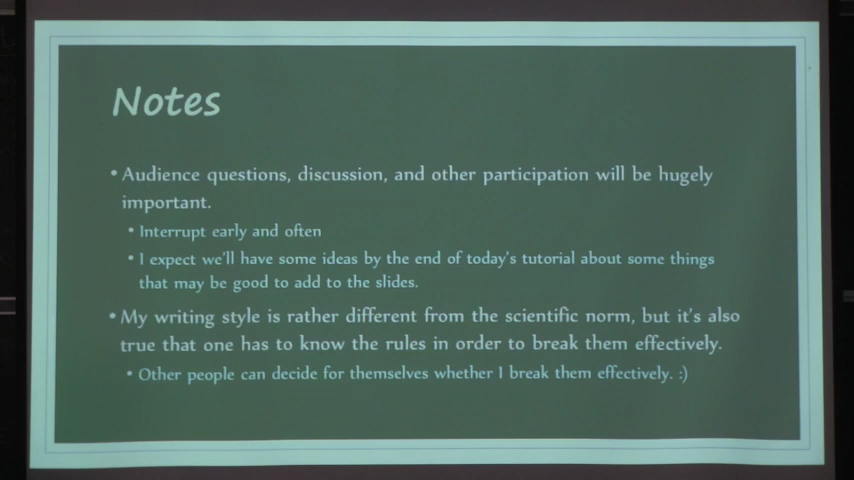 Notes
• Audience questions, discussion, and other participation will be hugely
important.
• Interrupt early and often
• I expect we'll have some ideas by the end of today's tutorial about some things
that may be good to add to the slides.
• My writing style is rather different from the scientific norm, but it's also
true that one has to know the rules in order to break them effectively.
• Other people can decide for themselves whether I break them effectively. :)